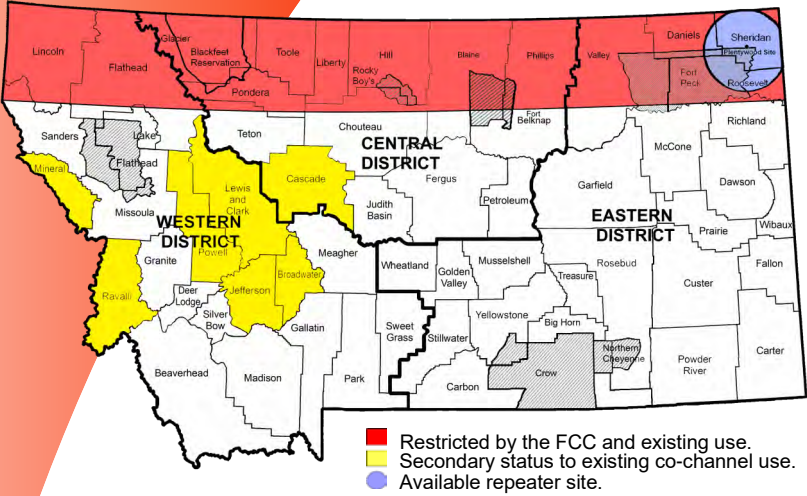 Lincoln
Flathead
Glacier
Blackfeet
Reservation
Pondera
Toole
Liberty
Hill
Rocky
Boy's
Blaine
Phillips
Valley
Daniels
Sheridan
Plentywood Site
Fort
Peck
Roosevelt
Sanders
Lake
Flathead
Mineral
Missoula
Teton
Chouteau
CENTRAL
DISTRICT
Fort
Belknap
Richland
McCone
Garfield
Dawson
Cascade
Lewis
and
Clark
Judith
Basin
Fergus
Petroleum
WESTERN
DISTRICT
Powell
Granite
EASTERN
DISTRICT
Prairie
Wibaux
Ravalli
Deer
Lodge
Silver
Bow
Jefferson
Broadwater
Meagher
Wheatland
Golden
Valley
Musselshell
Treasure
Rosebud
Custer
Fallon
Beaverhead
Madison
Gallatin
Park
Sweet
Grass
Stillwater
Yellowstone
Big Horn
Carbon
Crow
Northern
Cheyenne
Powder
River
Carter
Restricted by the FCC and existing use.
Secondary status to existing co-channel use.
Available repeater site.